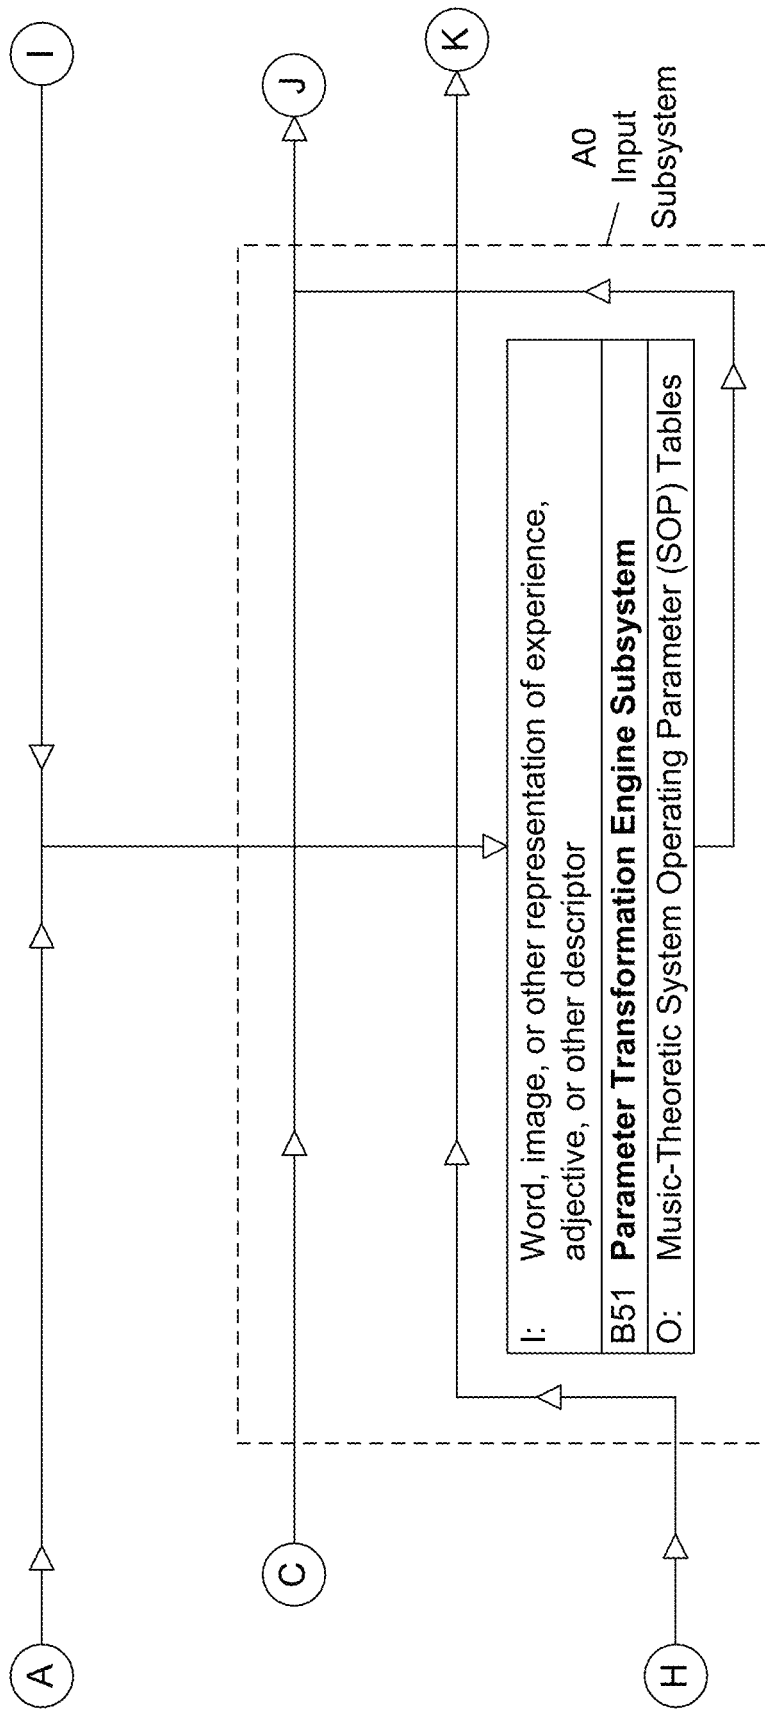 A
I
C
J
K
H
A0
Input
Subsystem
I: Word, image, or other representation of experience,
adjective, or other descriptor
B51 Parameter Transformation Engine Subsystem
O: Music-Theoretic System Operating Parameter (SOP) Tables